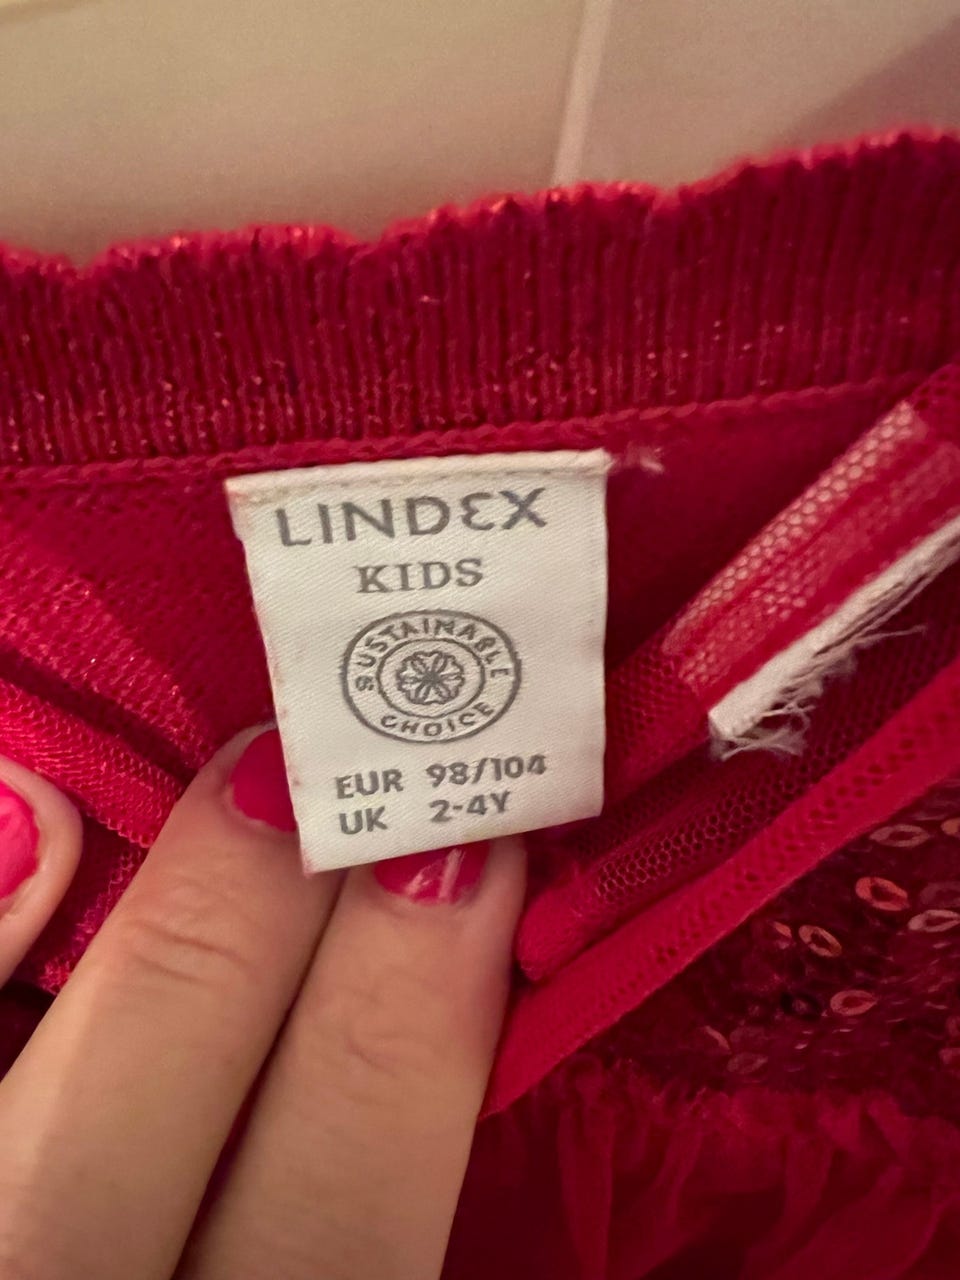 LINDEX
KIDS
SUSTAINABLE
CHOICE
EUR 98/104
UK 2-4Y